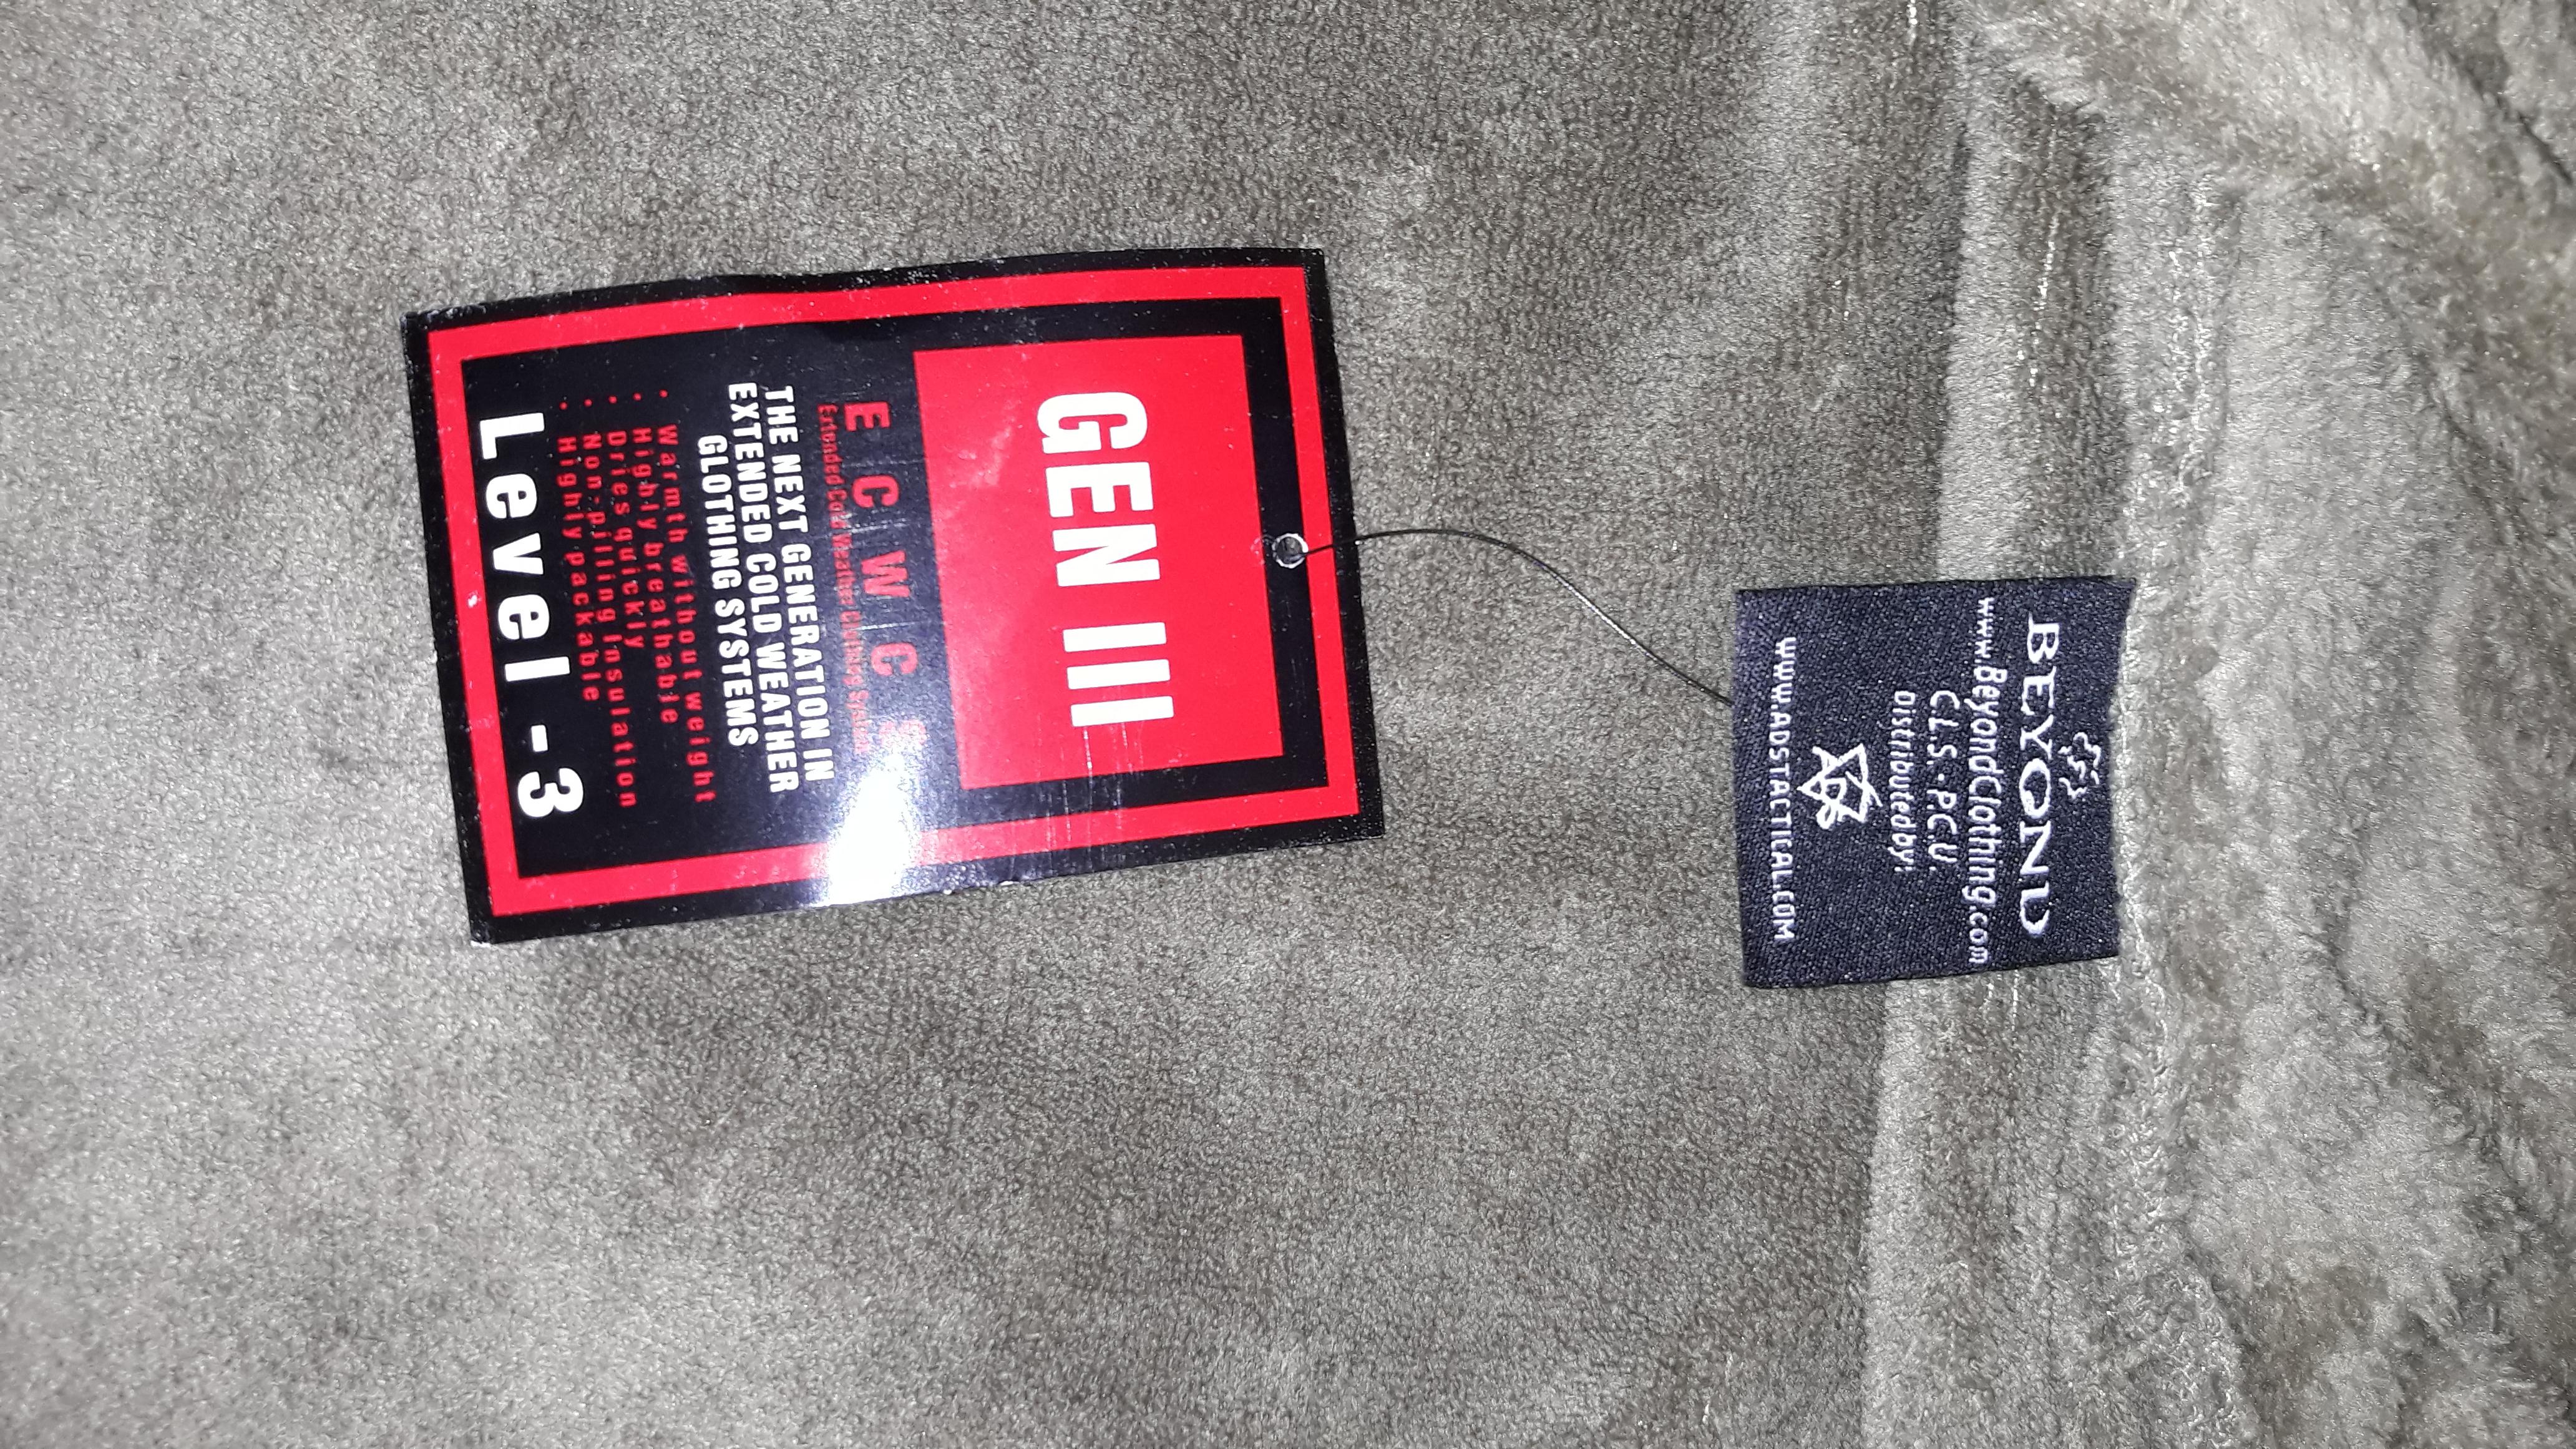 GEN III
E C W C S
Extended Cold Weather Clothing System
THE NEXT GENERATION IN
EXTENDED COLD WEATHER
GLOTHING SYSTEMS
. Warmth without weight
. Highly breathable
. Dries quickly
. Non-pilling insulation
. Highly packable
Level -3
BEYOND
www.BeyondClothing.com
C.L.S.-P.C.U.
Distributed by:
ADS
WWW.ADSTACTICAL.COM